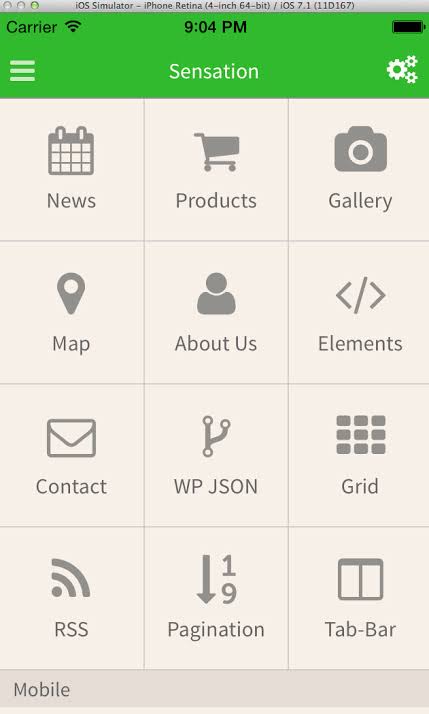 iOS Simulator – iPhone Retina (4-inch 64-bit) / iOS 7.1 (11D167)
Carrier 9:04 PM
Sensation
News Products Gallery
Map About Us Elements
Contact WP JSON Grid
1
9
RSS Pagination Tab-Bar
Mobile